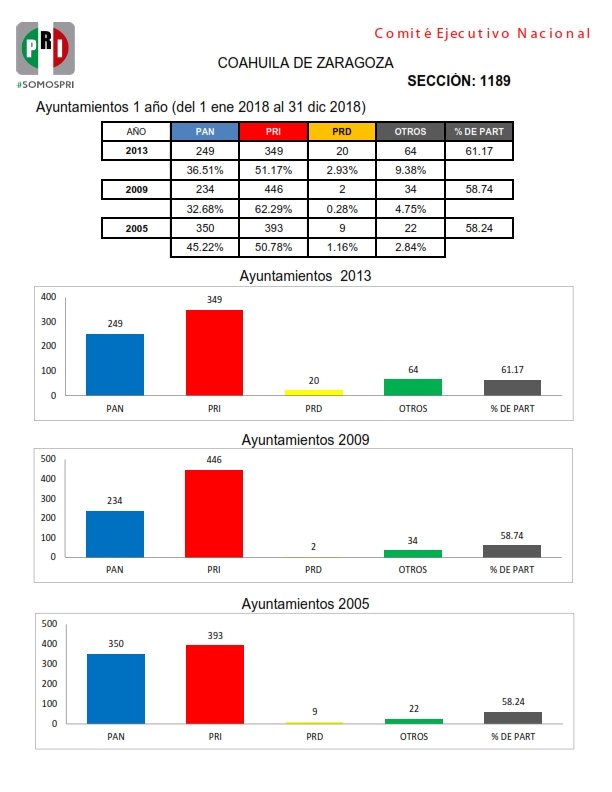 Comité Ejecutivo Nacional
PRI
#SOMOSPRI
COAHUILA DE ZARAGOZA
SECCIÓN: 1189
Ayuntamientos 1 año (del 1 ene 2018 al 31 dic 2018)
AÑO PAN PRI PRD OTROS % DE PART
2013 249 349 20 64 61.17
36.51% 51.17% 2.93% 9.38%
2009 234 446 2 34 58.74
32.68% 62.29% 0.28% 4.75%
2005 350 393 9 22 58.24
45.22% 50.78% 1.16% 2.84%
Ayuntamientos 2013
400
300
200
100
0
249 349 20 64 61.17
PAN PRI PRD OTROS % DE PART
Ayuntamientos 2009
500
400
300
200
100
0
234 446 2 34 58.74
PAN PRI PRD OTROS % DE PART
Ayuntamientos 2005
500
400
300
200
100
0
350 393 9 22 58.24
PAN PRI PRD OTROS % DE PART